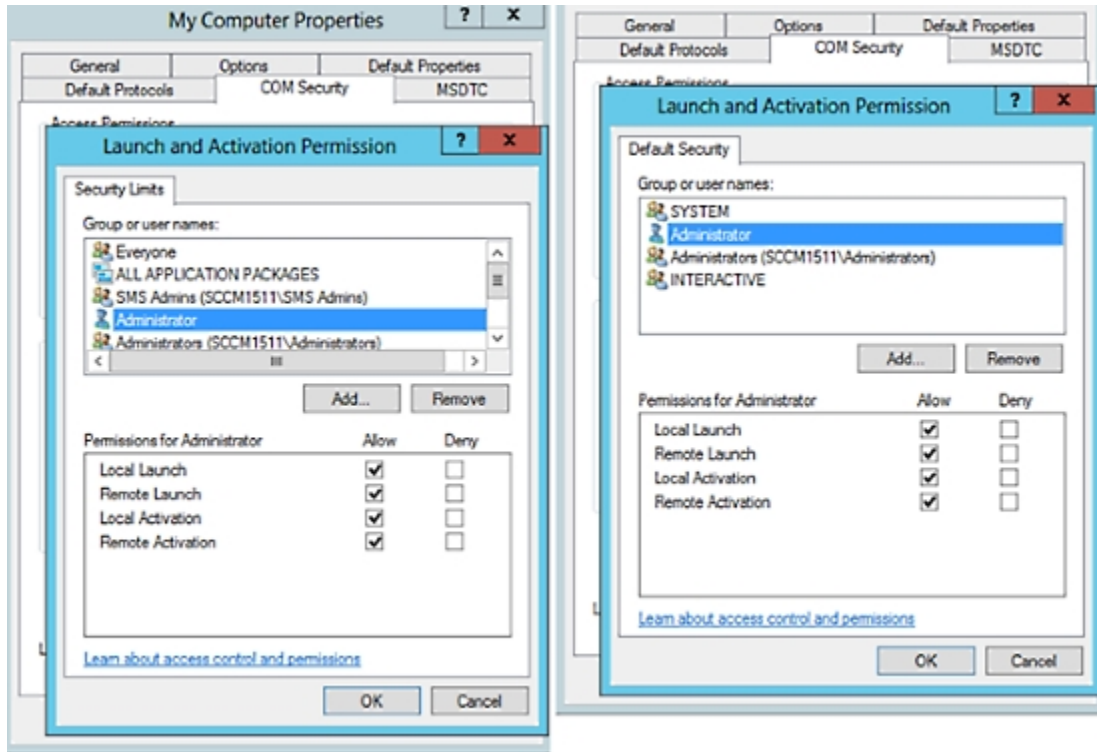 My Computer Properties
? x
General Options Default Properties
Default Protocols COM Security MSDTC
Access Permissions
Launch and Activation Permission
? x
Security Limits
Group or user names:
Everyone
ALL APPLICATION PACKAGES
SMS Admins (SCCM1511\SMS Admins)
Administrator
Administrators (SCCM1511\Administrators)
Add... Remove
Permissions for Administrator Allow Deny
Local Launch
Remote Launch
Local Activation
Remote Activation
Learn about access control and permissions
OK Cancel
General Options Default Properties
Default Protocols COM Security MSDTC
Access Permissions
Launch and Activation Permission
? x
Default Security
Group or user names:
SYSTEM
Administrator
Administrators (SCCM1511\Administrators)
INTERACTIVE
Add... Remove
Permissions for Administrator Allow Deny
Local Launch
Remote Launch
Local Activation
Remote Activation
Learn about access control and permissions
OK Cancel